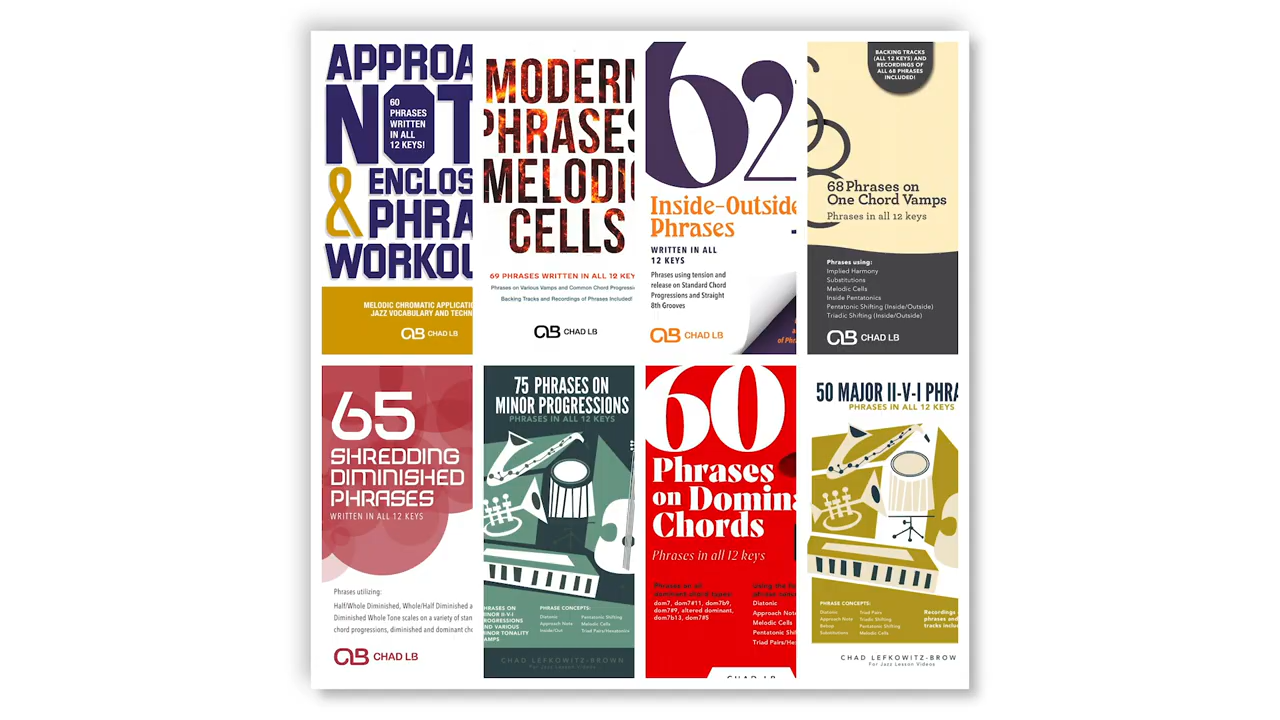 APPROA
NOT
60
PHRASES
WRITTEN
IN ALL
12 KEYS!
& ENCLOS
PHRA
WORKOU
MELODIC CHROMATIC APPLICATIO
JAZZ VOCABULARY AND TECHN
CHAD LB
MODERN
PHRASES
MELODI
CELLS
69 PHRASES WRITTEN IN ALL 12 KEY
Phrases on Various Vamps and Common Chord Progressio
Backing Tracks and Recordings of Phrases Included!
CHAD LB
62
Inside-Outside
Phrases
WRITTEN IN ALL
12 KEYS
Phrases using tension and
release on Standard Chord
Progressions and Straight
8th Grooves
of Phr
CHAD LB
BACKING TRACKS
(ALL 12 KEYS) AND
RECORDINGS OF
ALL 68 PHRASES
INCLUDED!
68 Phrases on
One Chord Vamps
Phrases in all 12 keys
Phrases using:
Implied Harmony
Substitutions
Melodic Cells
Inside Pentatonics
Pentatonic Shifting (Inside/Outside)
Triadic Shifting (Inside/Outside)
CHAD LB
65
SHREDDING
DIMINISHED
PHRASES
WRITTEN IN ALL 12 KEYS
Phrases utilizing:
Half/Whole Diminished, Whole/Half Diminished a
Diminished Whole Tone scales on a variety of stan
chord progressions, diminished and dominant cho
CHAD LB
75 PHRASES ON
MINOR PROGRESSIONS
PHRASES IN ALL 12 KEYS
PHRASES ON
MINOR II-V-I
PROGRESSIONS
AND VARIOUS
MINOR TONALITY
VAMPS
PHRASE CONCEPTS:
Diatonic
Approach Note
Inside/Out
Pentatonic Shifting
Melodic Cells
Triad Pairs/Hexatonics
CHAD LEFKOWITZ-BROWN
For Jazz Lesson Videos
60
Phrases
on Domina
Chords
Phrases in all 12 keys
Phrases on all
dominant chord types:
dom7, dom7#11, dom7b9,
dom7#9, altered dominant,
dom7b13, dom7#5
Diatonic
Approach Note
Melodic Cells
Pentatonic Shif
Triad Pairs/Hex
CHAD LB
50 MAJOR II-V-I PHRA
PHRASES IN ALL 12 KEYS
PHRASE CONCEPTS:
Diatonic
Approach Note
Bebop
Substitutions
Triad Pairs
Triadic Shifting
Pentatonic Shifting
Melodic Cells
Recordings
phrases and
tracks inclu
CHAD LEFKOWITZ-BROW
For Jazz Lesson Videos